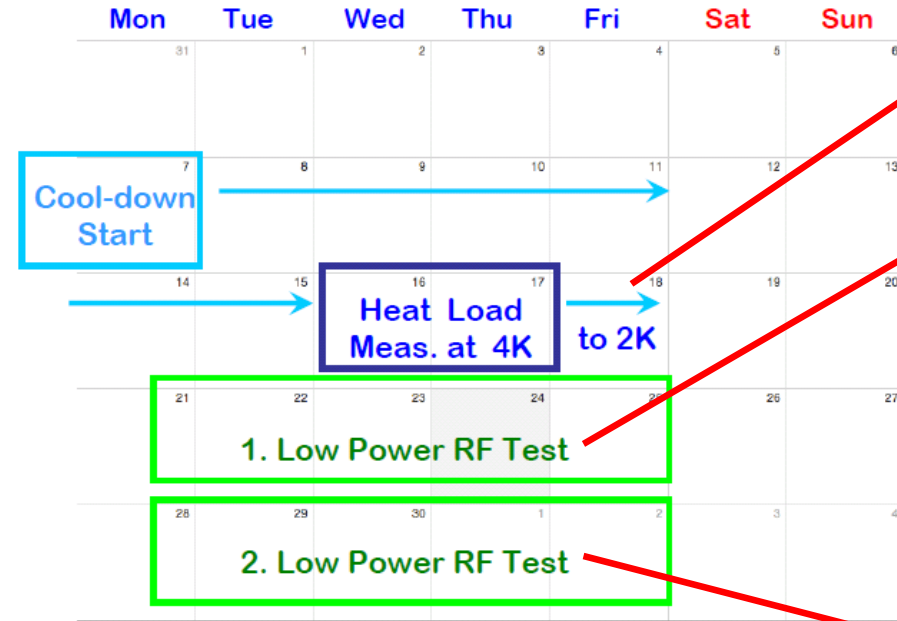 Mon Tue Wed Thu Fri Sat Sun
31 1 2 3 4 5 6
7 8 9 10 11 12 13
Cool-down
Start
14 15 16 17 18 19 20
Heat Load
Meas. at 4K
to 2K
21 22 23 24 25 26 27
1. Low Power RF Test
28 29 30 1 2 3 4
2. Low Power RF Test